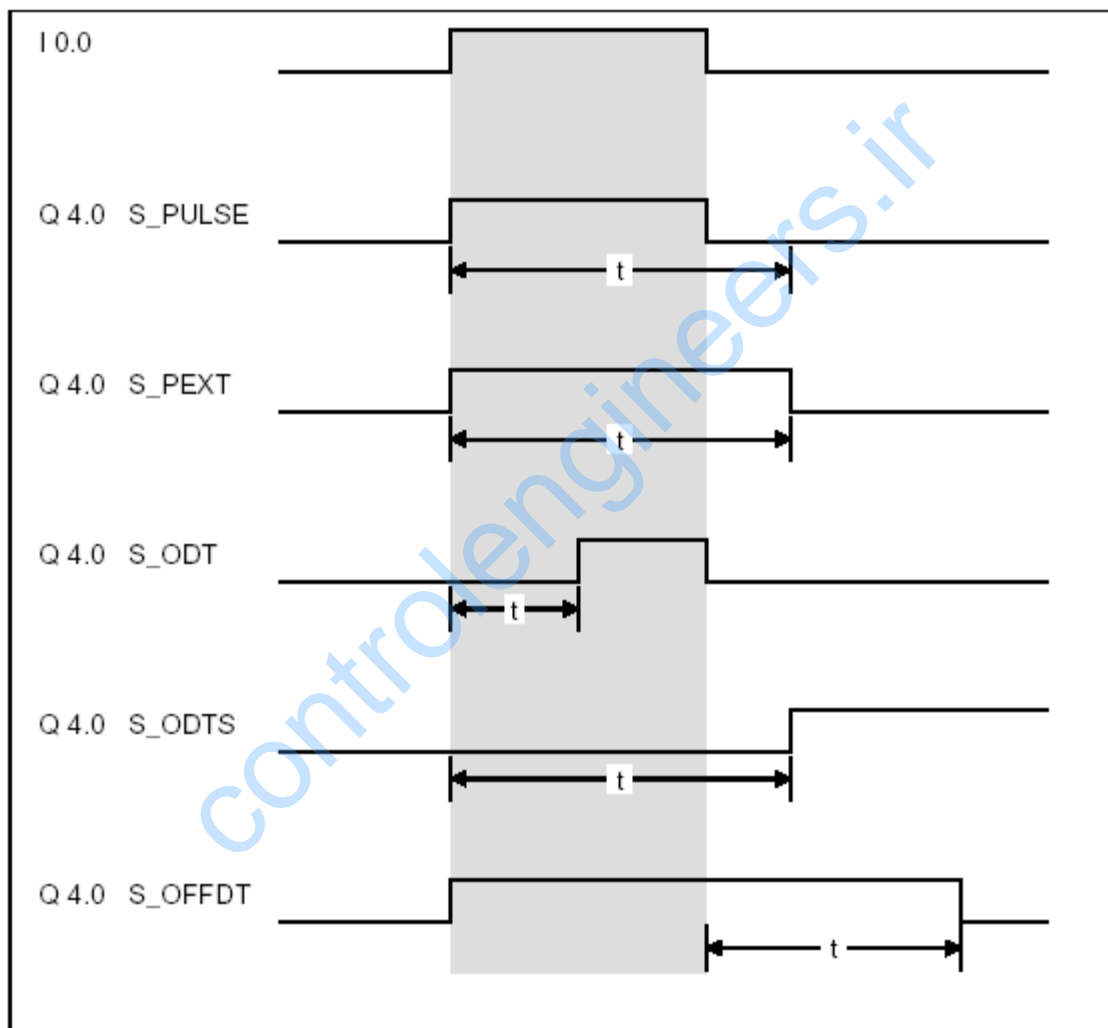 I 0.0
Q 4.0 S_PULSE
t
Q 4.0 S_PEXT
t
Q 4.0 S_ODT
t
Q 4.0 S_ODTS
t
Q 4.0 S_OFFDT
t
controlengineers.ir